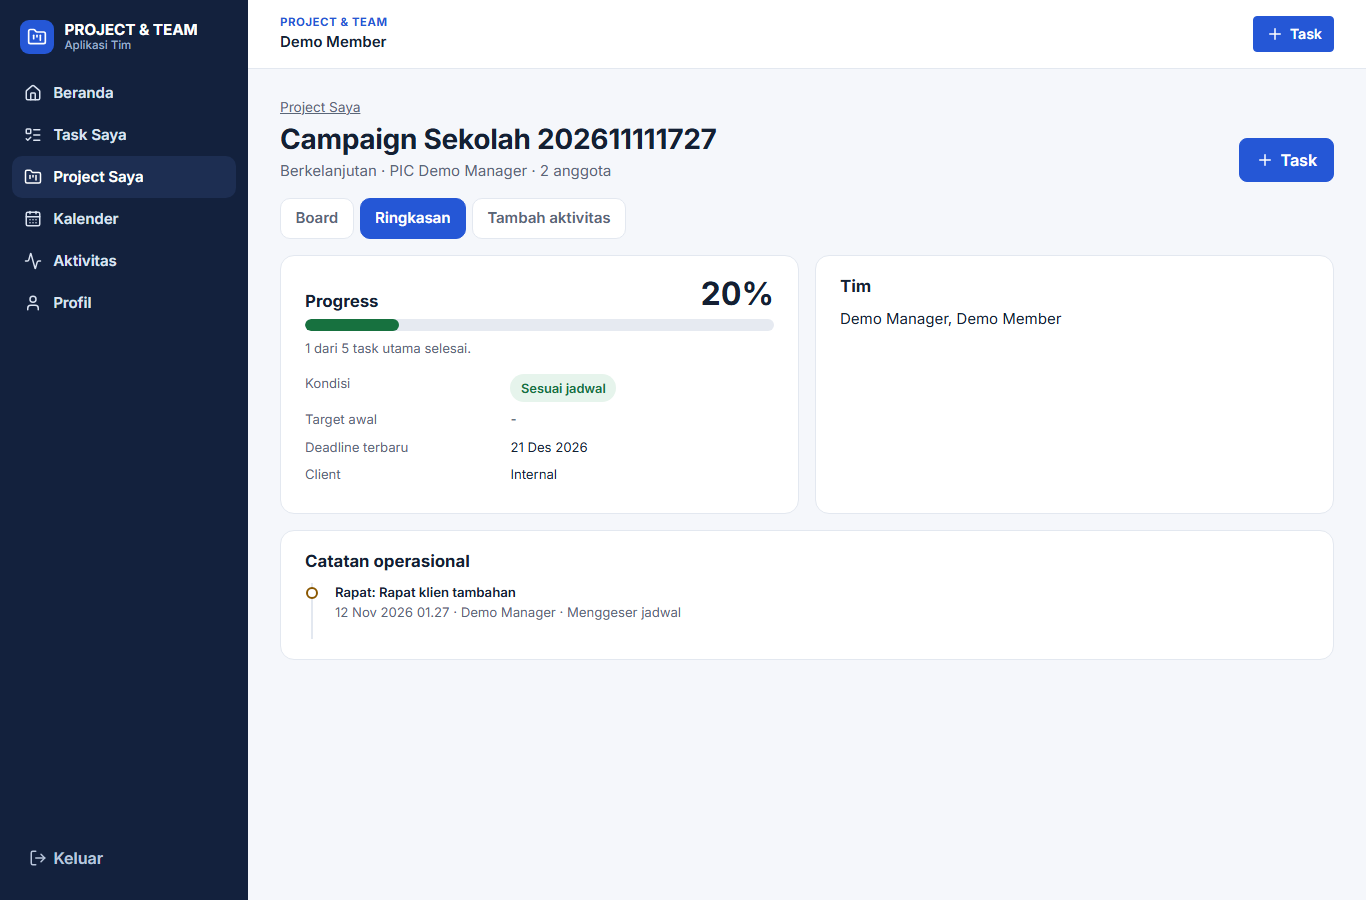 PROJECT & TEAM
Aplikasi Tim
Beranda
Task Saya
Project Saya
Kalender
Aktivitas
Profil
Keluar
PROJECT & TEAM
Demo Member
+ Task
Project Saya
Campaign Sekolah 202611111727
Berkelanjutan · PIC Demo Manager · 2 anggota
+ Task
Board
Ringkasan
Tambah aktivitas
Progress
20%
1 dari 5 task utama selesai.
Kondisi
Sesuai jadwal
Target awal
-
Deadline terbaru
21 Des 2026
Client
Internal
Tim
Demo Manager, Demo Member
Catatan operasional
Rapat: Rapat klien tambahan
12 Nov 2026 01.27 · Demo Manager · Menggeser jadwal